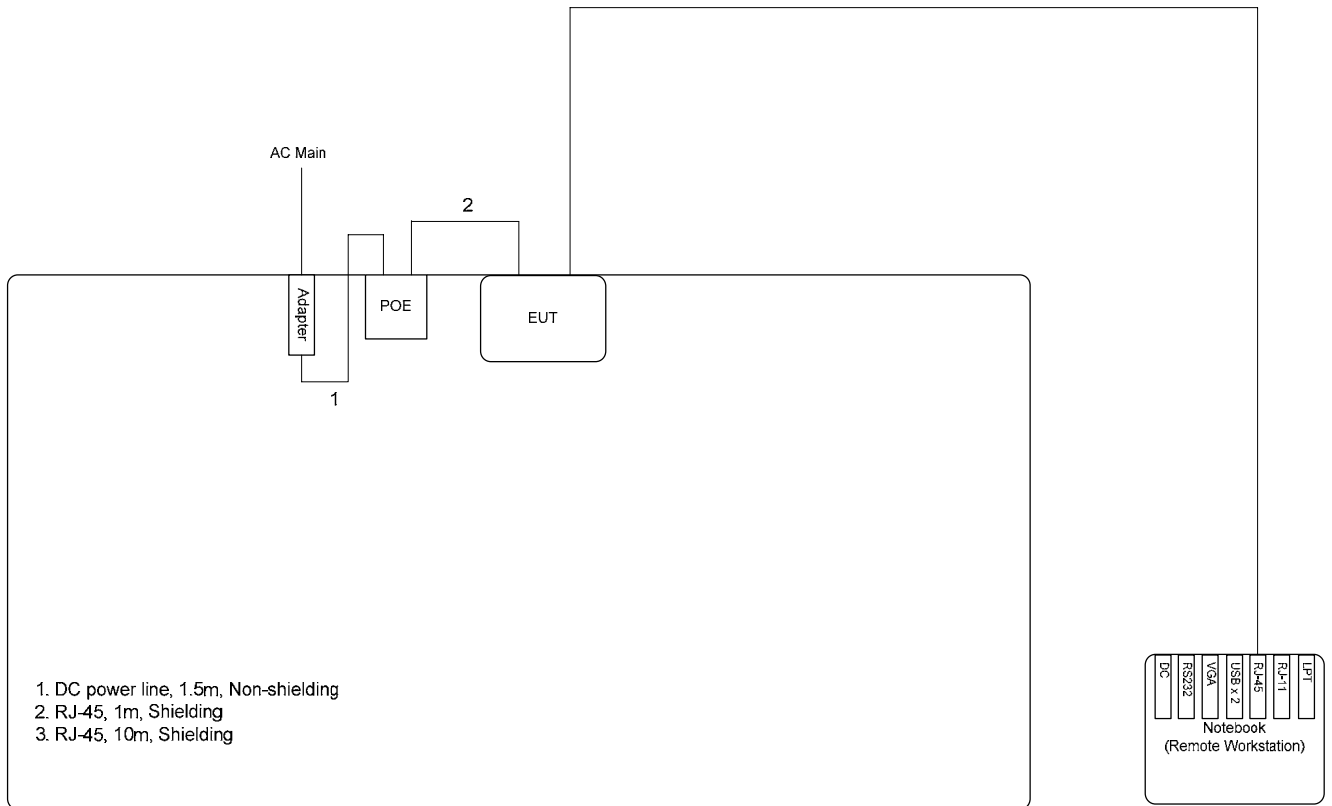 AC Main
2
Adapter
POE
EUT
1
1. DC power line, 1.5m, Non-shielding
2. RJ-45, 1m, Shielding
3. RJ-45, 10m, Shielding
DC
RS232
VGA
USB x 2
RJ-45
RJ-11
LPT
Notebook
(Remote Workstation)